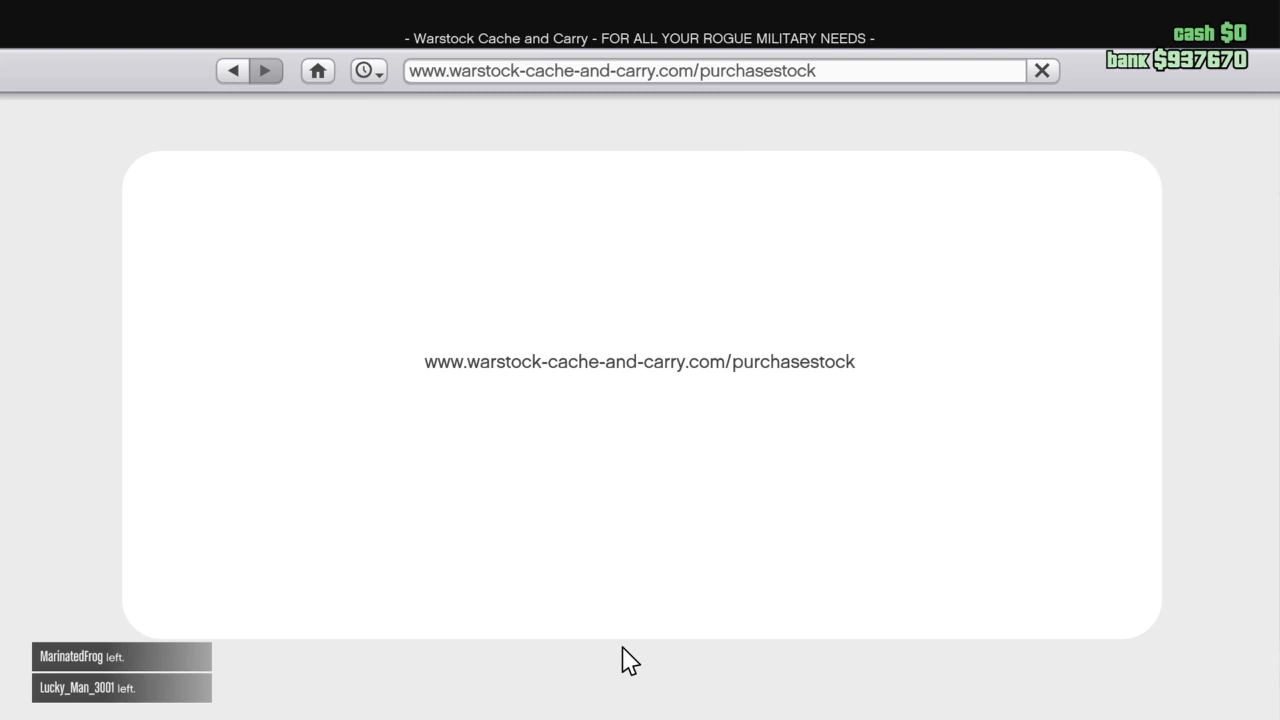 - Warstock Cache and Carry - FOR ALL YOUR ROGUE MILITARY NEEDS -
cash $0
bank $937670
www.warstock-cache-and-carry.com/purchasestock
www.warstock-cache-and-carry.com/purchasestock
MarinatedFrog left.
Lucky_Man_3001 left.